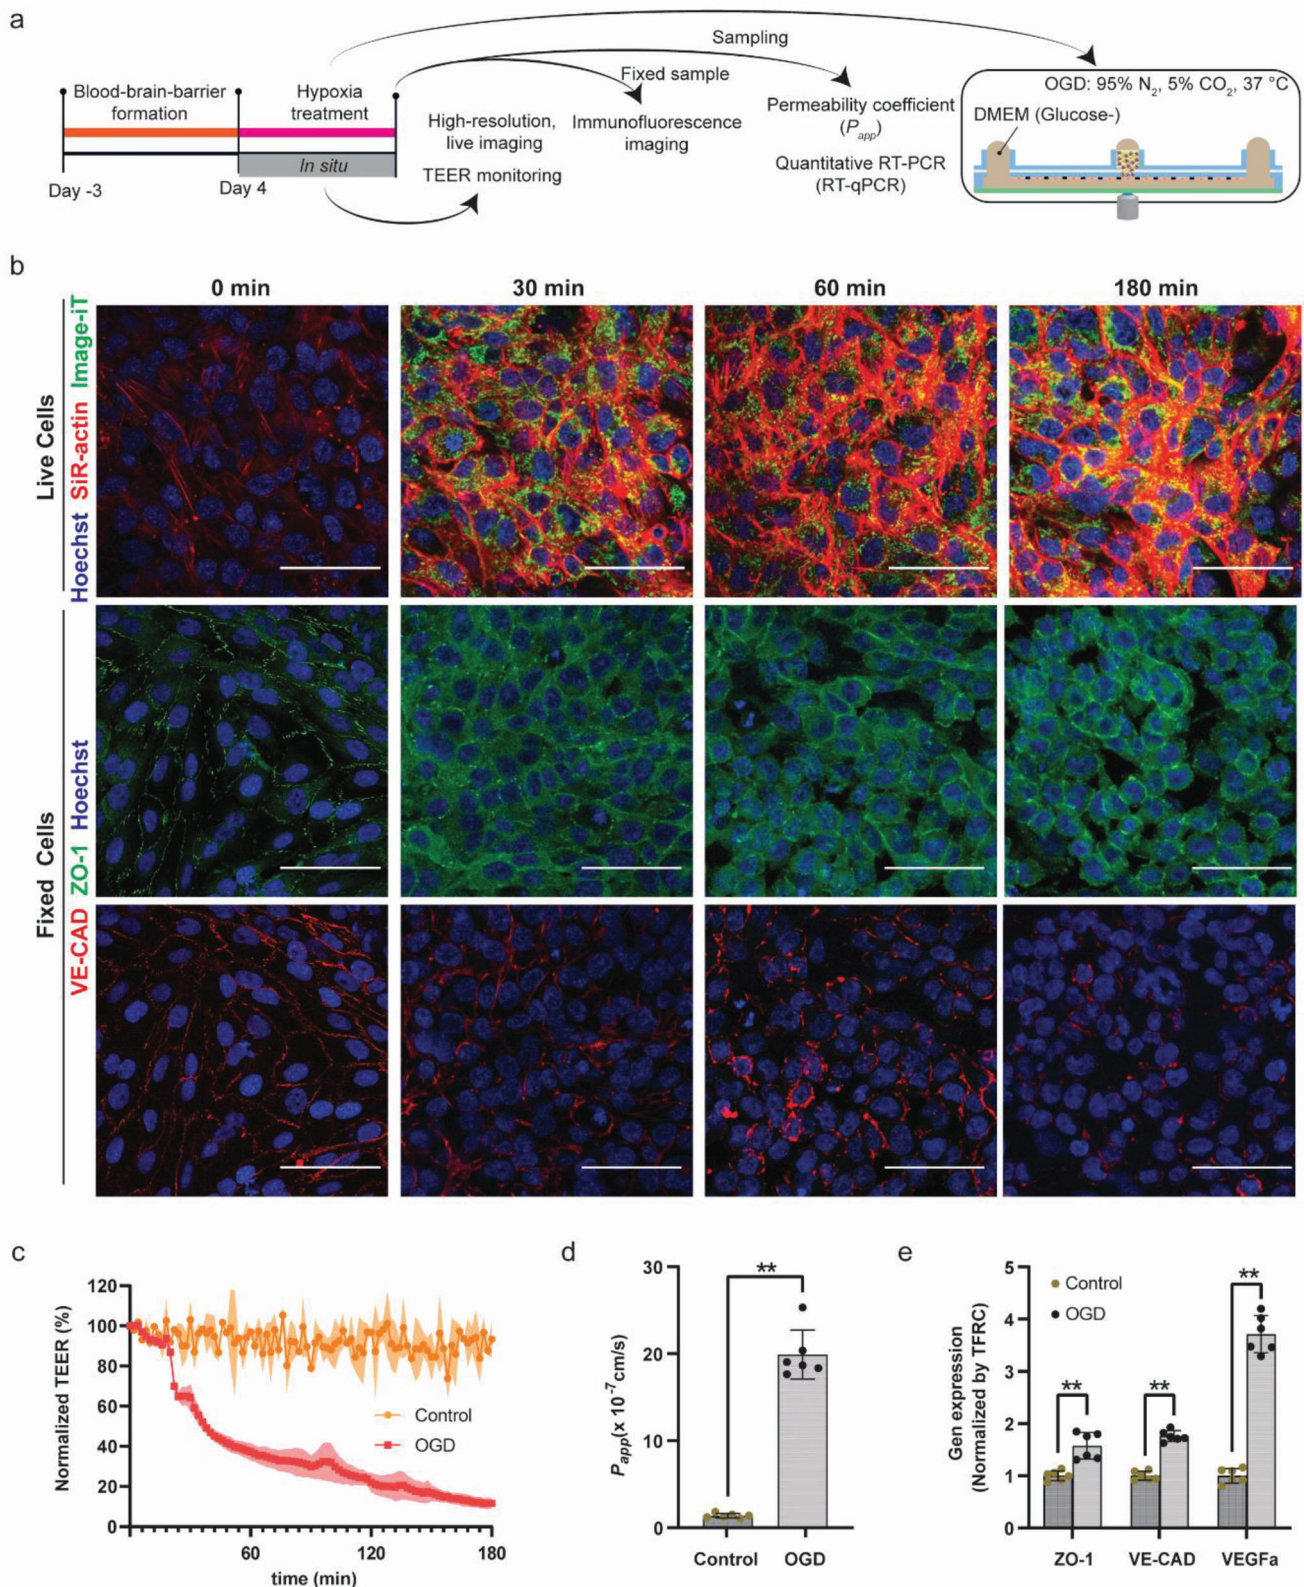 a
Sampling
Fixed sample
Blood-brain-barrier
formation
Hypoxia
treatment
In situ
Day -3
Day 4
High-resolution,
live imaging
TEER monitoring
Immunofluorescence
imaging
Permeability coefficient
(Papp)
Quantitative RT-PCR
(RT-qPCR)
OGD: 95% N2, 5% CO2, 37 °C
DMEM (Glucose-)
b
0 min
30 min
60 min
180 min
Live Cells
Hoechst SiR-actin Image-iT
Fixed Cells
VE-CAD ZO-1 Hoechst
c
Normalized TEER (%)
120
100
80
60
40
20
0
Control
OGD
60
120
180
time (min)
d
Papp(x 10-7cm/s)
30
20
10
0
**
Control
OGD
e
Gen expression
(Normalized by TFRC)
5
4
3
2
1
0
Control
OGD
**
**
**
ZO-1
VE-CAD
VEGFa